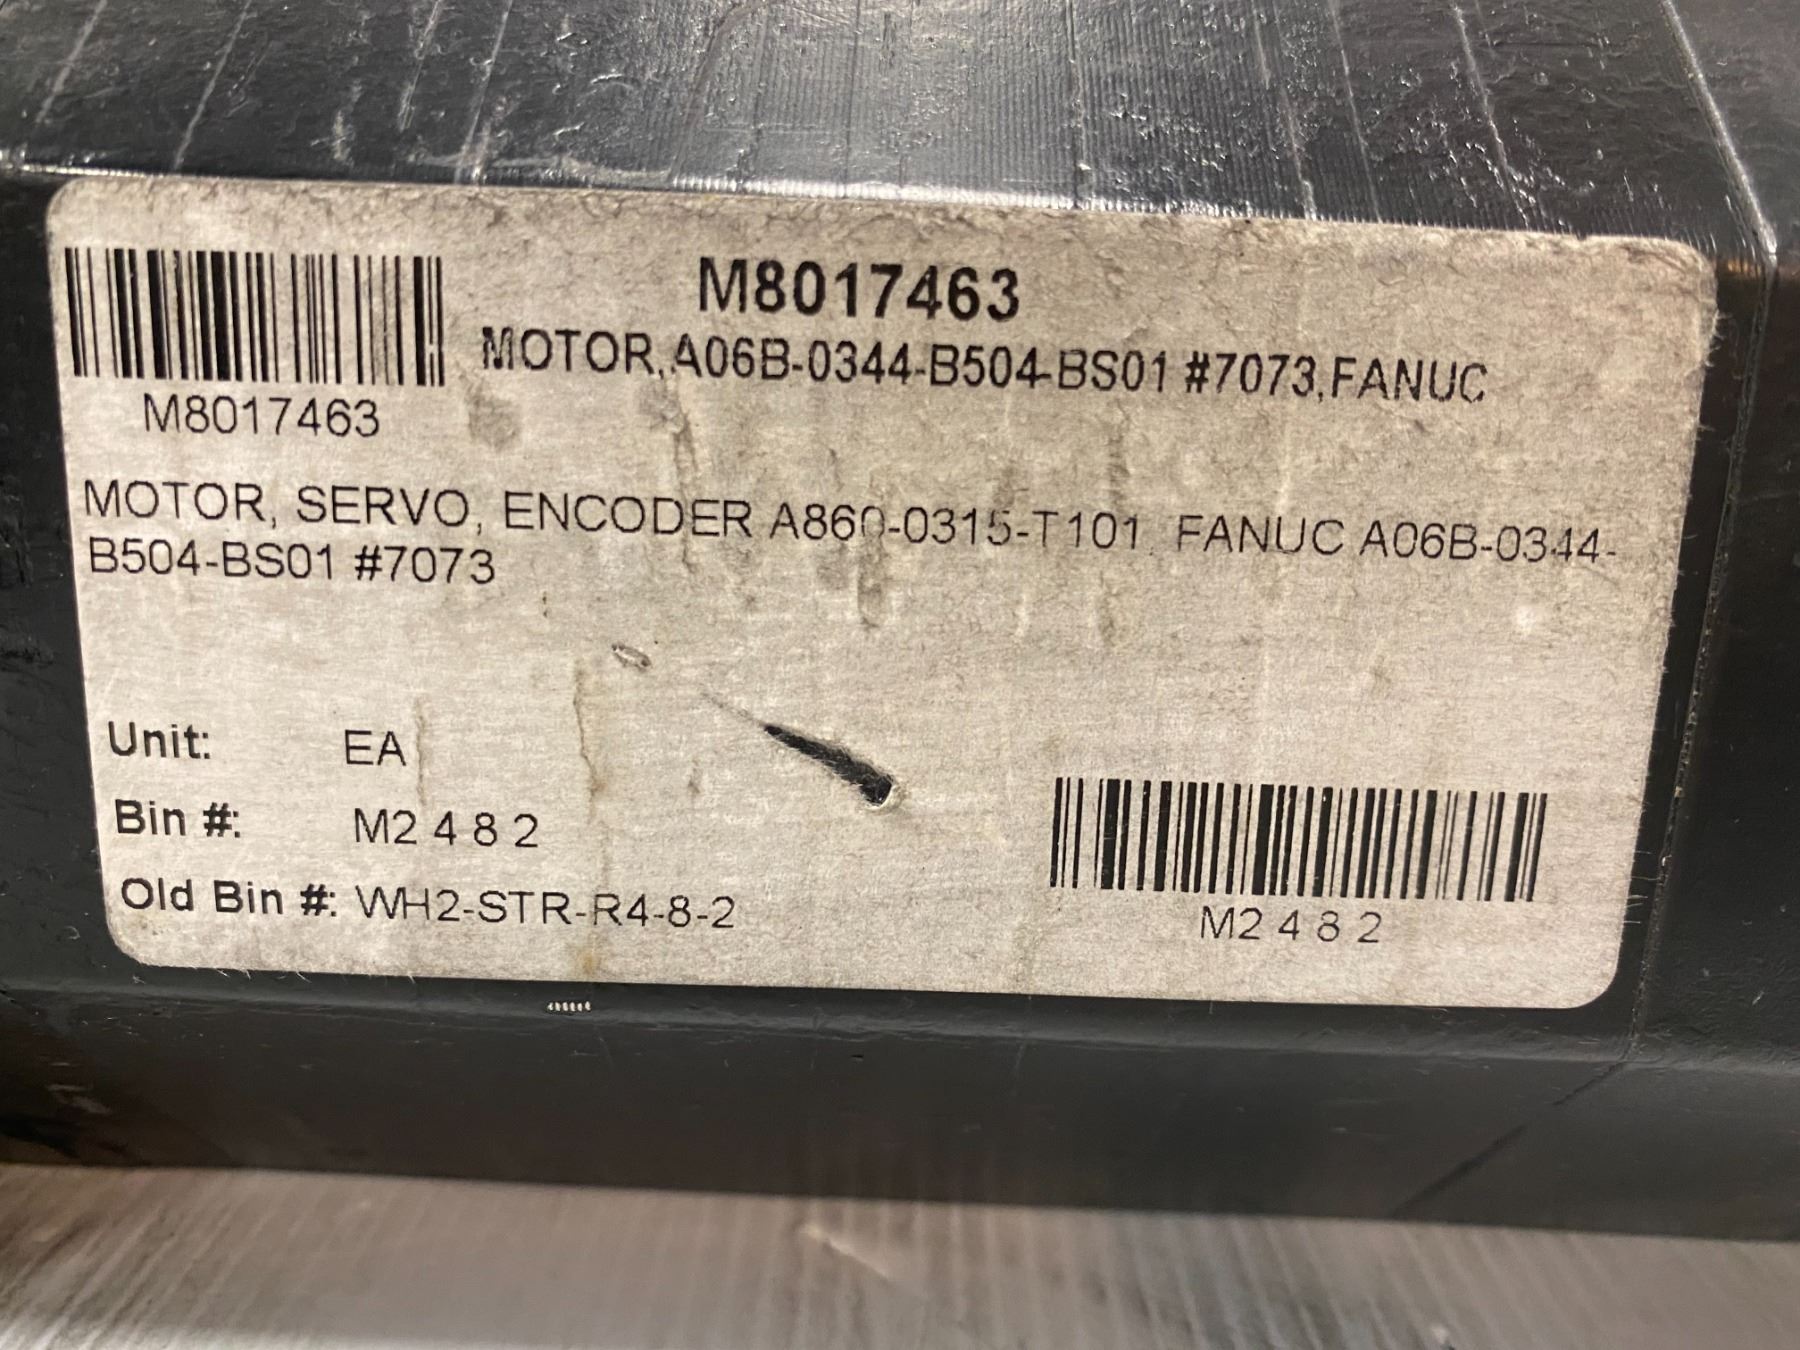 M8017463
MOTOR,A06B-0344-B504-BS01 #7073,FANUC
M8017463
MOTOR, SERVO, ENCODER A860-0315-T101. FANUC A06B-0344-
B504-BS01 #7073
Unit: EA
Bin #: M2 4 8 2
Old Bin #: WH2-STR-R4-8-2
M2 4 8 2